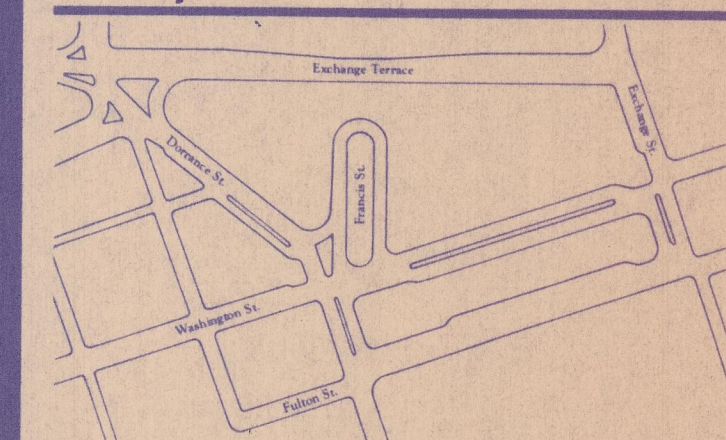 Exchange Terrace
Exchange St.
Dorrance St.
Francis St.
Washington St.
Fulton St.